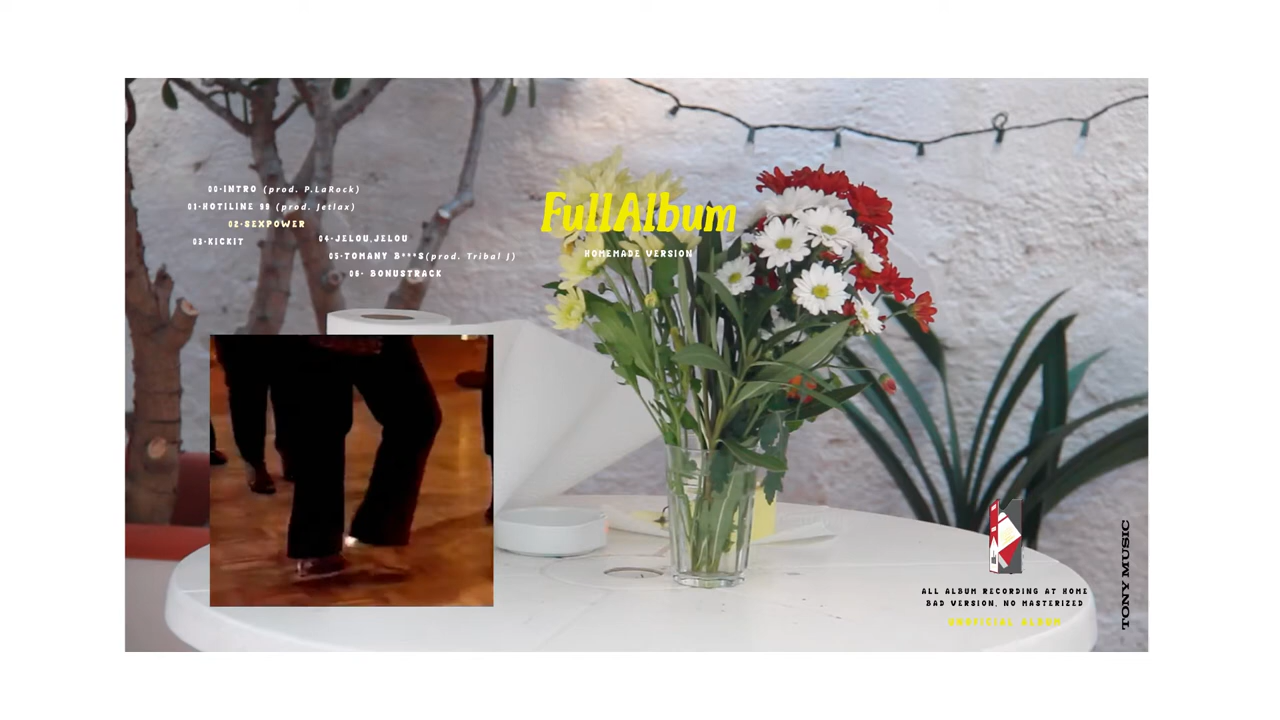 00-INTRO (prod. P.LaRock)
01-HOTILINE 99 (prod. Jetlax)
02-SEXPOWER
03-KICKIT
04-JELOU,JELOU
05-TOMANY B***S(prod. Tribal J)
06- BONUSTRACK
FullAlbum
HOMEMADE VERSION
ALL ALBUM RECORDING AT HOME
BAD VERSION, NO MASTERIZED
UNOFFICIAL ALBUM
TONY MUSIC